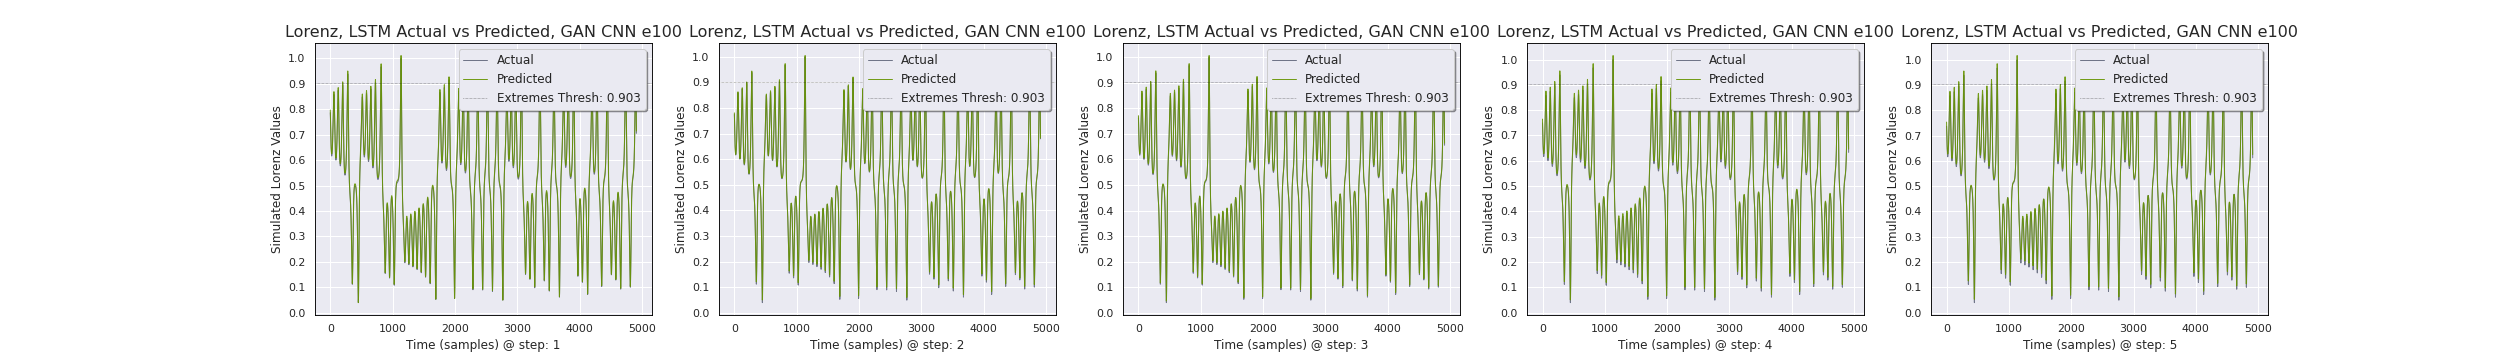 Lorenz, LSTM Actual vs Predicted, GAN CNN e100
Simulated Lorenz Values
1.0
0.9
0.8
0.7
0.6
0.5
0.4
0.3
0.2
0.1
0.0
Actual
Predicted
Extremes Thresh: 0.903
0 1000 2000 3000 4000 5000
Time (samples) @ step: 1
Lorenz, LSTM Actual vs Predicted, GAN CNN e100
Simulated Lorenz Values
1.0
0.9
0.8
0.7
0.6
0.5
0.4
0.3
0.2
0.1
0.0
Actual
Predicted
Extremes Thresh: 0.903
0 1000 2000 3000 4000 5000
Time (samples) @ step: 2
Lorenz, LSTM Actual vs Predicted, GAN CNN e100
Simulated Lorenz Values
1.0
0.9
0.8
0.7
0.6
0.5
0.4
0.3
0.2
0.1
0.0
Actual
Predicted
Extremes Thresh: 0.903
0 1000 2000 3000 4000 5000
Time (samples) @ step: 3
Lorenz, LSTM Actual vs Predicted, GAN CNN e100
Simulated Lorenz Values
1.0
0.9
0.8
0.7
0.6
0.5
0.4
0.3
0.2
0.1
0.0
Actual
Predicted
Extremes Thresh: 0.903
0 1000 2000 3000 4000 5000
Time (samples) @ step: 4
Lorenz, LSTM Actual vs Predicted, GAN CNN e100
Simulated Lorenz Values
1.0
0.9
0.8
0.7
0.6
0.5
0.4
0.3
0.2
0.1
0.0
Actual
Predicted
Extremes Thresh: 0.903
0 1000 2000 3000 4000 5000
Time (samples) @ step: 5